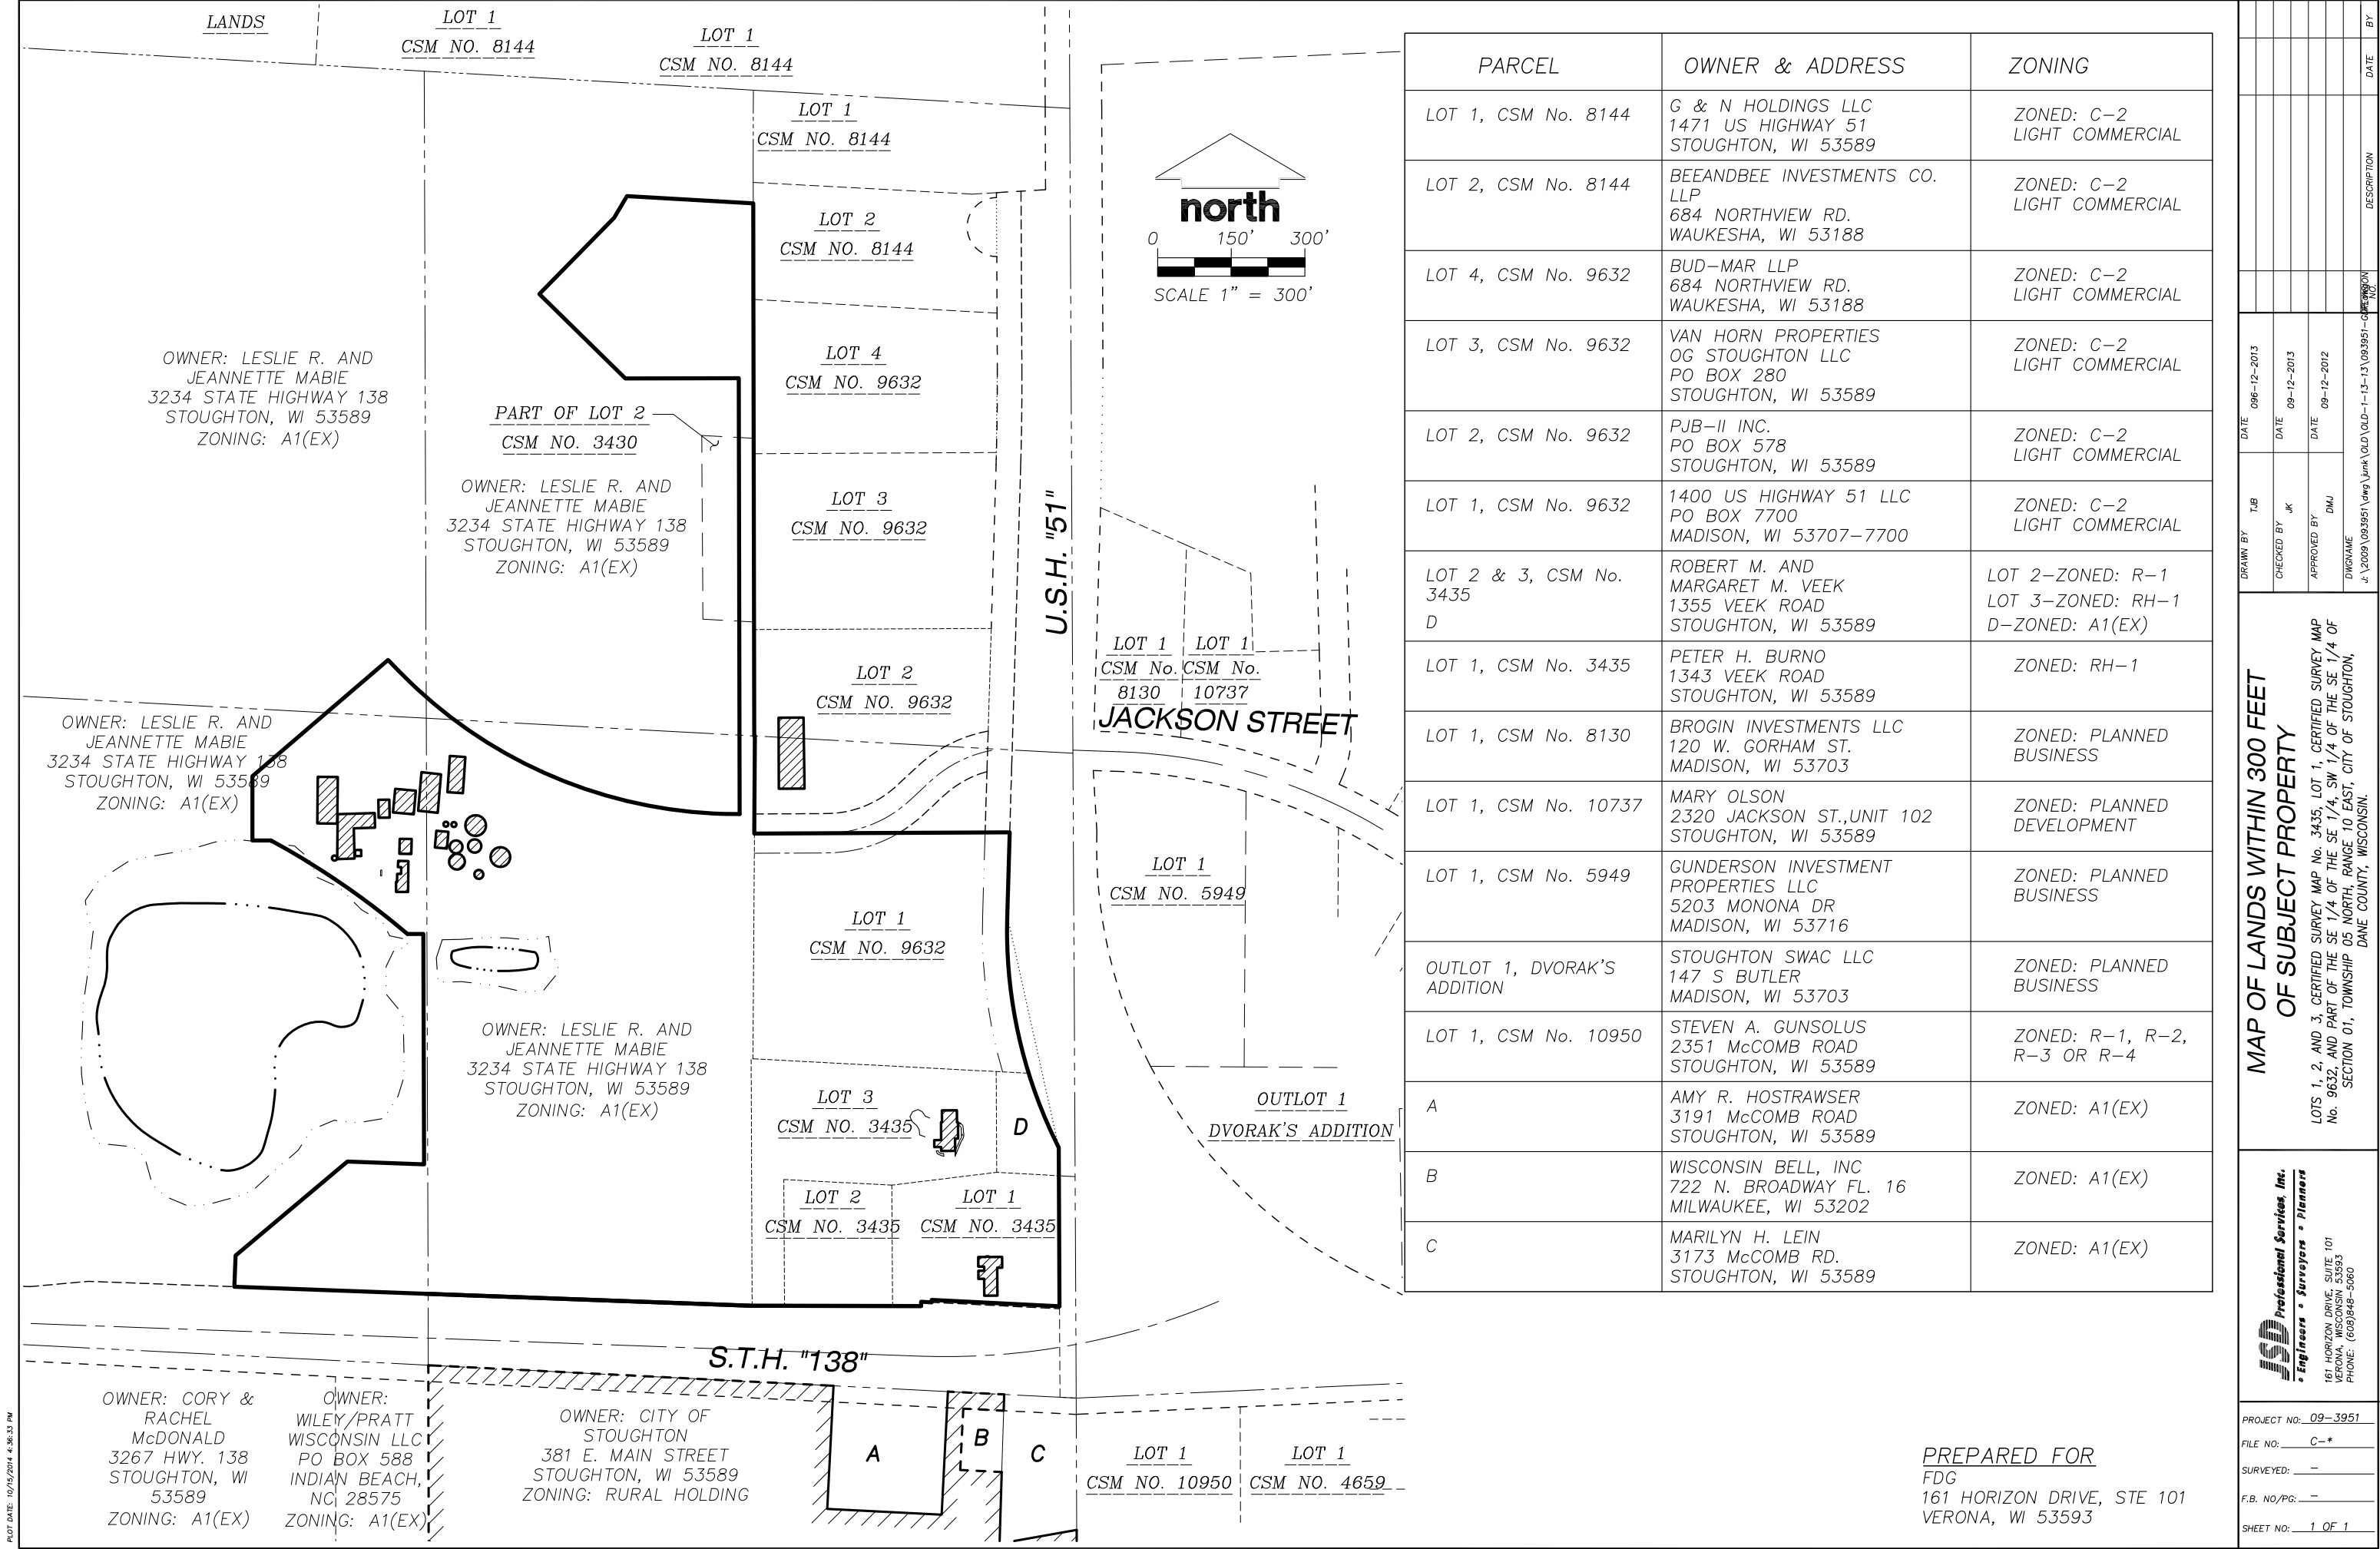 LANDS
LOT 1
CSM NO. 8144
LOT 1
CSM NO. 8144
LOT 1
CSM NO. 8144
LOT 2
CSM NO. 8144
LOT 4
CSM NO. 9632
LOT 3
CSM NO. 9632
LOT 2
CSM NO. 9632
north
0 150' 300'
SCALE 1" = 300'
OWNER: LESLIE R. AND
JEANNETTE MABIE
3234 STATE HIGHWAY 138
STOUGHTON, WI 53589
ZONING: A1(EX)
PART OF LOT 2
CSM NO. 3430
OWNER: LESLIE R. AND
JEANNETTE MABIE
3234 STATE HIGHWAY 138
STOUGHTON, WI 53589
ZONING: A1(EX)
U.S.H. "51"
LOT 1
CSM No.
8130
LOT 1
CSM No.
10737
JACKSON STREET
OWNER: LESLIE R. AND
JEANNETTE MABIE
3234 STATE HIGHWAY 138
STOUGHTON, WI 53589
ZONING: A1(EX)
LOT 1
CSM NO. 5949
LOT 1
CSM NO. 9632
OWNER: LESLIE R. AND
JEANNETTE MABIE
3234 STATE HIGHWAY 138
STOUGHTON, WI 53589
ZONING: A1(EX)
LOT 3
CSM NO. 3435
D
OUTLOT 1
DVORAK'S ADDITION
LOT 2
CSM NO. 3435
LOT 1
CSM NO. 3435
S.T.H. "138"
OWNER: CORY &
RACHEL
McDONALD
3267 HWY. 138
STOUGHTON, WI
53589
ZONING: A1(EX)
OWNER:
WILEY/PRATT
WISCONSIN LLC
PO BOX 588
INDIAN BEACH,
NC 28575
ZONING: A1(EX)
OWNER: CITY OF
STOUGHTON
381 E. MAIN STREET
STOUGHTON, WI 53589
ZONING: RURAL HOLDING
A
B
C
LOT 1
CSM NO. 10950
LOT 1
CSM NO. 4659
PARCEL OWNER & ADDRESS ZONING
LOT 1, CSM No. 8144
G & N HOLDINGS LLC
1471 US HIGHWAY 51
STOUGHTON, WI 53589
ZONED: C-2
LIGHT COMMERCIAL
LOT 2, CSM No. 8144
BEEANDBEE INVESTMENTS CO.
LLP
684 NORTHVIEW RD.
WAUKESHA, WI 53188
ZONED: C-2
LIGHT COMMERCIAL
LOT 4, CSM No. 9632
BUD-MAR LLP
684 NORTHVIEW RD.
WAUKESHA, WI 53188
ZONED: C-2
LIGHT COMMERCIAL
LOT 3, CSM No. 9632
VAN HORN PROPERTIES
OG STOUGHTON LLC
PO BOX 280
STOUGHTON, WI 53589
ZONED: C-2
LIGHT COMMERCIAL
LOT 2, CSM No. 9632
PJB-II INC.
PO BOX 578
STOUGHTON, WI 53589
ZONED: C-2
LIGHT COMMERCIAL
LOT 1, CSM No. 9632
1400 US HIGHWAY 51 LLC
PO BOX 7700
MADISON, WI 53707-7700
ZONED: C-2
LIGHT COMMERCIAL
LOT 2 & 3, CSM No.
3435
D
ROBERT M. AND
MARGARET M. VEEK
1355 VEEK ROAD
STOUGHTON, WI 53589
LOT 2-ZONED: R-1
LOT 3-ZONED: RH-1
D-ZONED: A1(EX)
LOT 1, CSM No. 3435
PETER H. BURNO
1343 VEEK ROAD
STOUGHTON, WI 53589
ZONED: RH-1
LOT 1, CSM No. 8130
BROGIN INVESTMENTS LLC
120 W. GORHAM ST.
MADISON, WI 53703
ZONED: PLANNED
BUSINESS
LOT 1, CSM No. 10737
MARY OLSON
2320 JACKSON ST.,UNIT 102
STOUGHTON, WI 53589
ZONED: PLANNED
DEVELOPMENT
LOT 1, CSM No. 5949
GUNDERSON INVESTMENT
PROPERTIES LLC
5203 MONONA DR
MADISON, WI 53716
ZONED: PLANNED
BUSINESS
OUTLOT 1, DVORAK'S
ADDITION
STOUGHTON SWAC LLC
147 S BUTLER
MADISON, WI 53703
ZONED: PLANNED
BUSINESS
LOT 1, CSM No. 10950
STEVEN A. GUNSOLUS
2351 McCOMB ROAD
STOUGHTON, WI 53589
ZONED: R-1, R-2,
R-3 OR R-4
A
AMY R. HOSTRAWSER
3191 McCOMB ROAD
STOUGHTON, WI 53589
ZONED: A1(EX)
B
WISCONSIN BELL, INC
722 N. BROADWAY FL. 16
MILWAUKEE, WI 53202
ZONED: A1(EX)
C
MARILYN H. LEIN
3173 McCOMB RD.
STOUGHTON, WI 53589
ZONED: A1(EX)
PREPARED FOR
FDG
161 HORIZON DRIVE, STE 101
VERONA, WI 53593
NO. DESCRIPTION DATE BY
DRAWN BY TJB DATE 096-12-2013
CHECKED BY JK DATE 09-12-2013
APPROVED BY DMJ DATE 09-12-2012
DWGNAME
MAP OF LANDS WITHIN 300 FEET
OF SUBJECT PROPERTY
LOTS 1, 2, AND 3, CERTIFIED SURVEY MAP No. 3435, LOT 1, CERTIFIED SURVEY MAP
No. 9632, AND PART OF THE SE 1/4 OF THE SE 1/4, SW 1/4 OF THE SE 1/4 OF
SECTION 01, TOWNSHIP 05 NORTH, RANGE 10 EAST, CITY OF STOUGHTON,
DANE COUNTY, WISCONSIN.
JSD Professional Services, Inc.
• Engineers • Surveyors • Planners
161 HORIZON DRIVE, SUITE 101
VERONA, WISCONSIN 53593
PHONE: (608)848-5060
PROJECT NO: 09-3951
FILE NO: C-*
SURVEYED: –
F.B. NO/PG: –
SHEET NO: 1 OF 1
PLOT DATE: 10/15/2014 4:36:33 PM